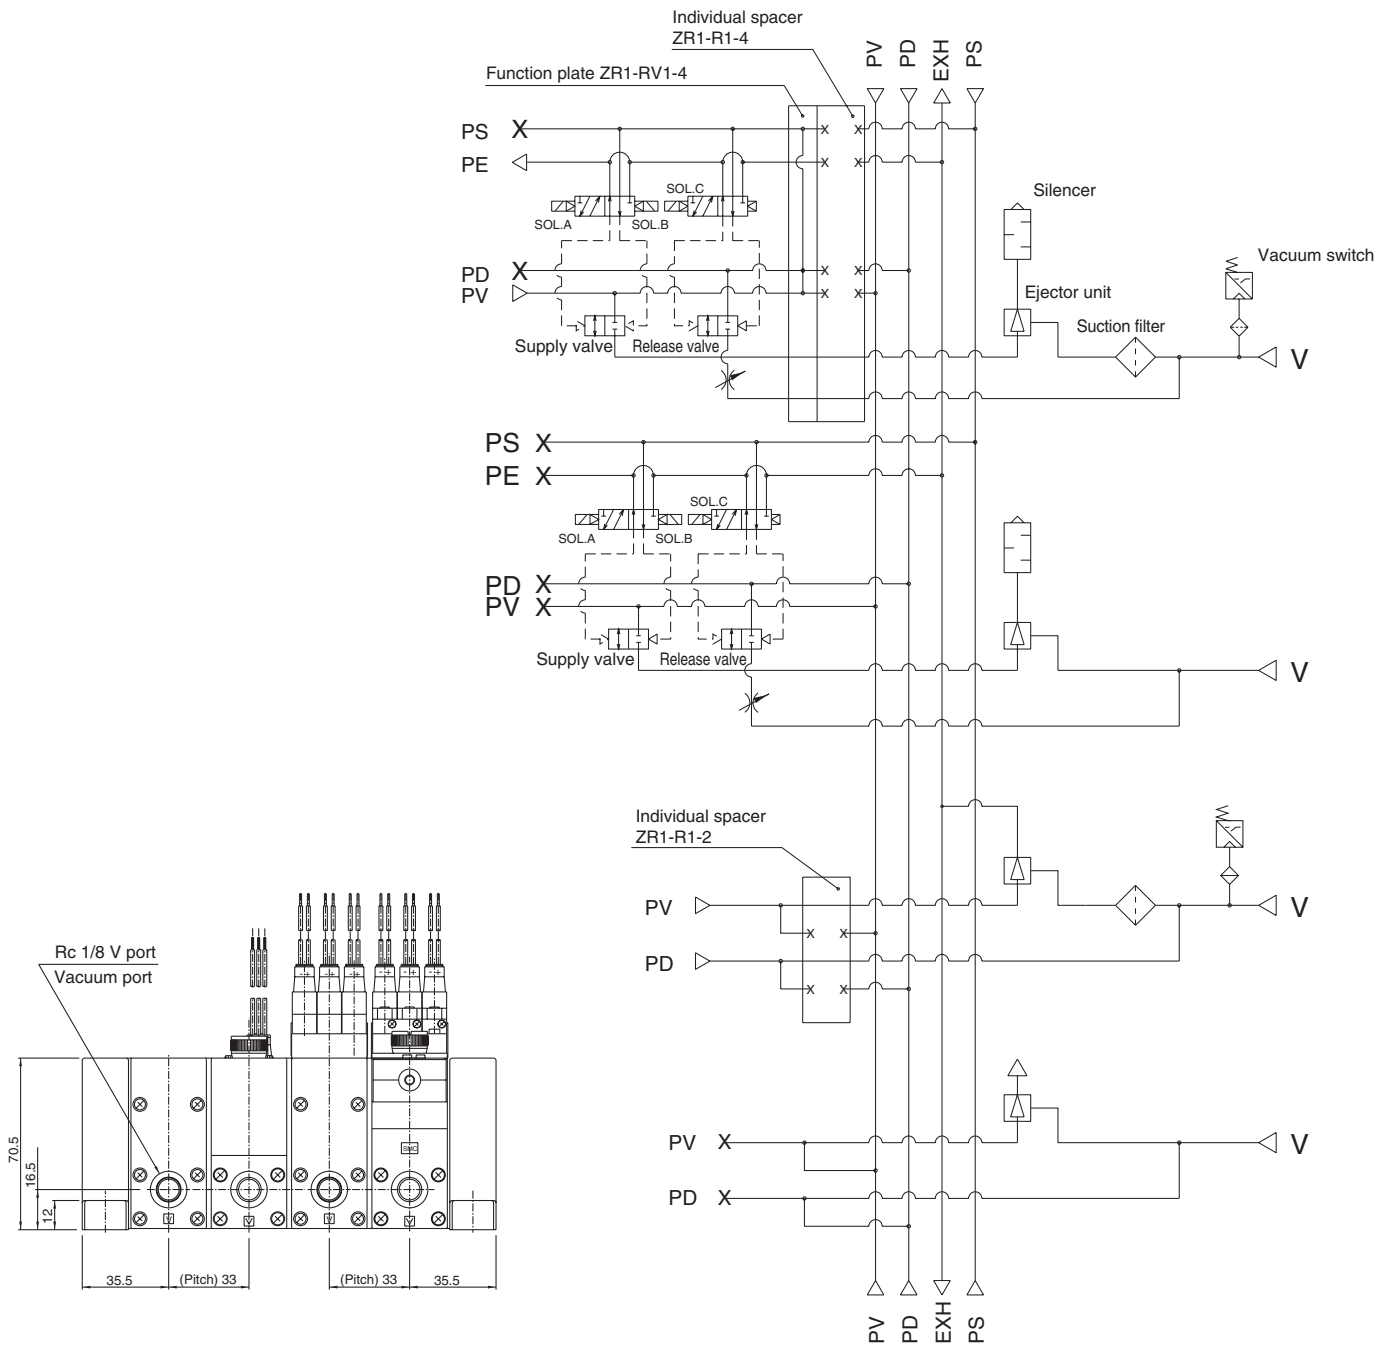 Individual spacer
ZR1-R1-4
Function plate ZR1-RV1-4
PV
PD
EXH
PS
PS X
PE
SOL.A
SOL.B
SOL.C
PD X
PV
Supply valve
Release valve
X X
X X
X X
X X
Silencer
Ejector unit
Suction filter
Vacuum switch
V
PS X
PE X
SOL.A
SOL.B
SOL.C
PD X
PV X
Supply valve
Release valve
V
Individual spacer
ZR1-R1-2
PV
X X
PD
X X
V
PV X
PD X
V
PV
PD
EXH
PS
Rc 1/8 V port
Vacuum port
70.5
16.5
12
SMC
V
V
V
V
35.5
(Pitch) 33
(Pitch) 33
35.5